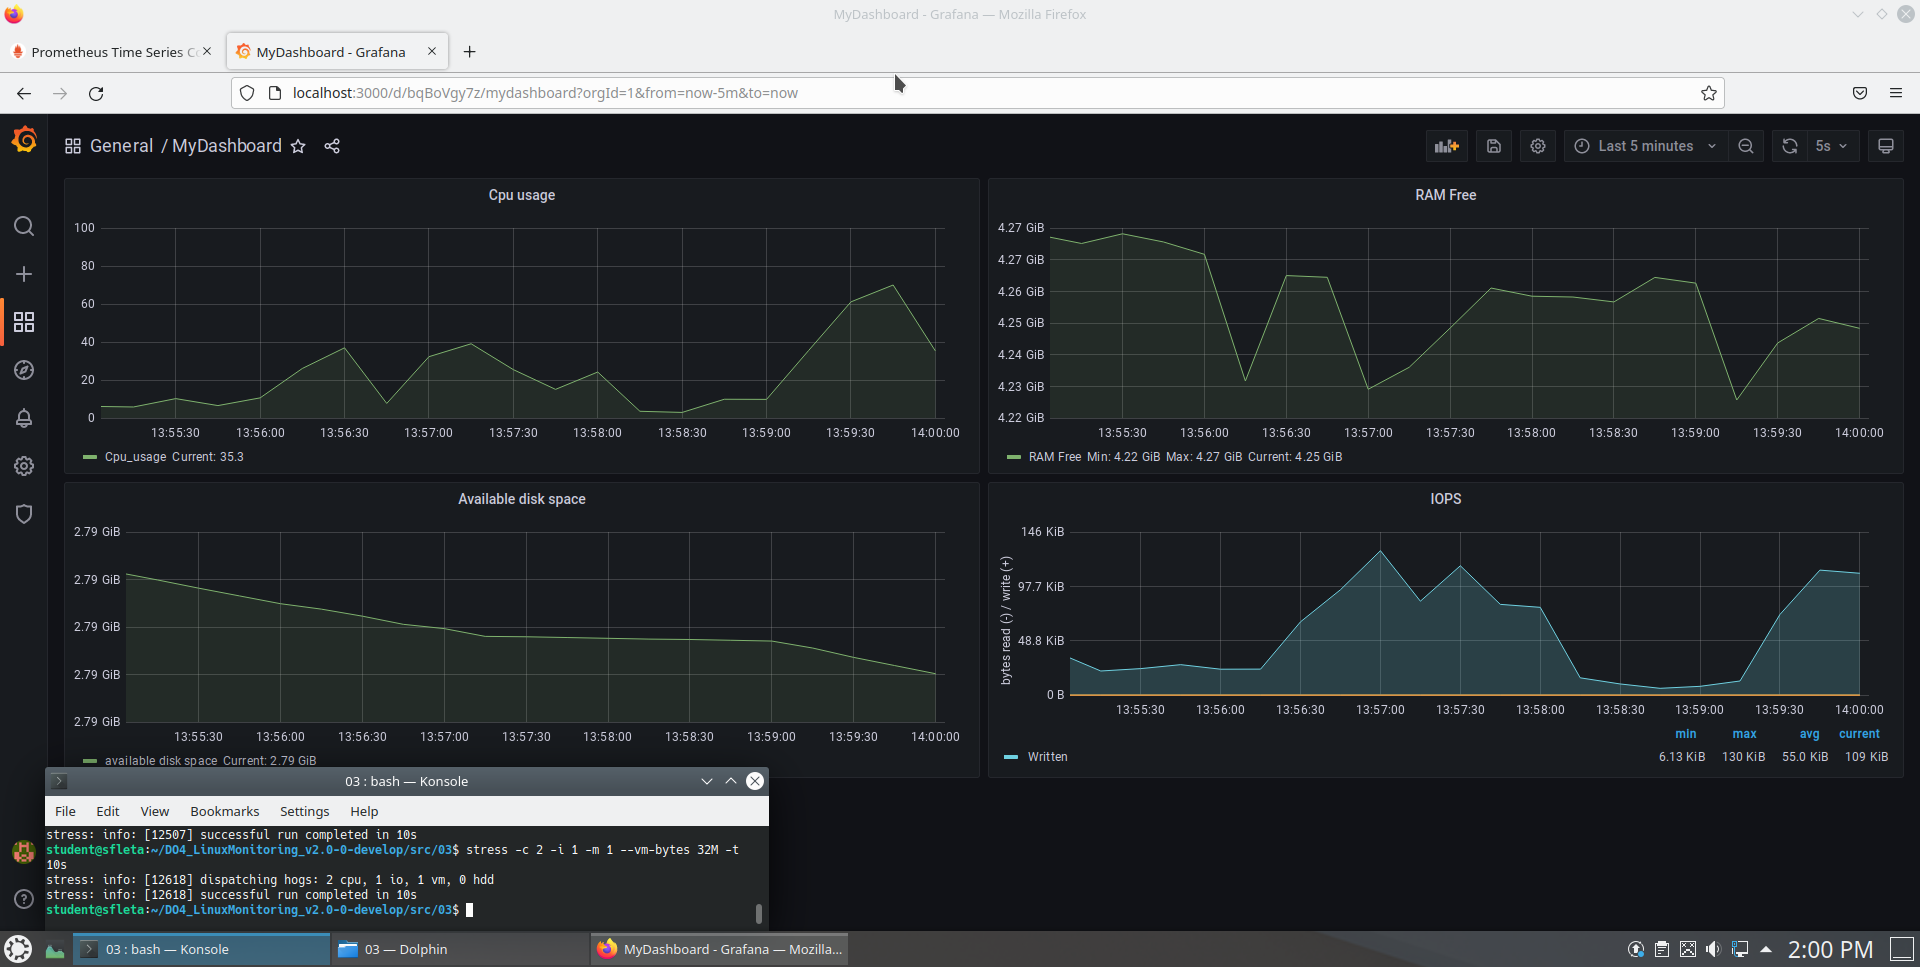 MyDashboard - Grafana — Mozilla Firefox
Prometheus Time Series C
MyDashboard - Grafana
localhost:3000/d/bqBoVgy7z/mydashboard?orgId=1&from=now-5m&to=now
General / MyDashboard
Last 5 minutes
5s
Cpu usage
100
80
60
40
20
0
13:55:30 13:56:00 13:56:30 13:57:00 13:57:30 13:58:00 13:58:30 13:59:00 13:59:30 14:00:00
Cpu_usage Current: 35.3
RAM Free
4.27 GiB
4.27 GiB
4.26 GiB
4.25 GiB
4.24 GiB
4.23 GiB
4.22 GiB
13:55:30 13:56:00 13:56:30 13:57:00 13:57:30 13:58:00 13:58:30 13:59:00 13:59:30 14:00:00
RAM Free Min: 4.22 GiB Max: 4.27 GiB Current: 4.25 GiB
Available disk space
2.79 GiB
2.79 GiB
2.79 GiB
2.79 GiB
2.79 GiB
13:55:30 13:56:00 13:56:30 13:57:00 13:57:30 13:58:00 13:58:30 13:59:00 13:59:30 14:00:00
available disk space Current: 2.79 GiB
IOPS
bytes read (-) / write (+)
146 KiB
97.7 KiB
48.8 KiB
0 B
13:55:30 13:56:00 13:56:30 13:57:00 13:57:30 13:58:00 13:58:30 13:59:00 13:59:30 14:00:00
min max avg current
Written 6.13 KiB 130 KiB 55.0 KiB 109 KiB
03 : bash — Konsole
File Edit View Bookmarks Settings Help
stress: info: [12507] successful run completed in 10s
student@sfleta:~/DO4_LinuxMonitoring_v2.0-0-develop/src/03$ stress -c 2 -i 1 -m 1 --vm-bytes 32M -t
10s
stress: info: [12618] dispatching hogs: 2 cpu, 1 io, 1 vm, 0 hdd
stress: info: [12618] successful run completed in 10s
student@sfleta:~/DO4_LinuxMonitoring_v2.0-0-develop/src/03$
03 : bash — Konsole
03 — Dolphin
MyDashboard - Grafana — Mozilla...
2:00 PM